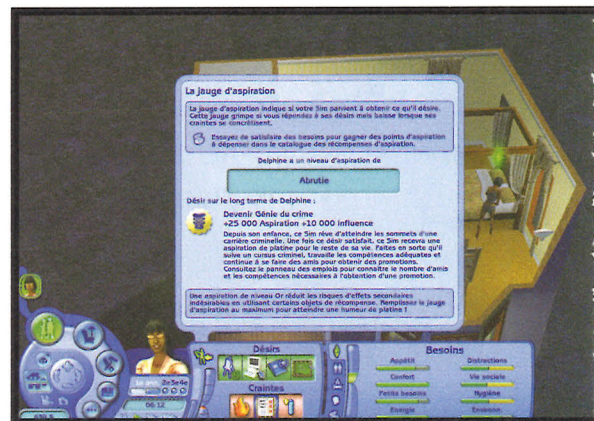 La jauge d'aspiration
La jauge d'aspiration indique si votre Sim parvient à obtenir ce qu'il désire.
Cette jauge grimpe si vous répondez à ses désirs mais baisse lorsque ses
craintes se concrétisent.
Essayez de satisfaire des besoins pour gagner des points d'aspiration
à dépenser dans le catalogue des récompenses d'aspiration.
Delphine a un niveau d'aspiration de
Abrutie
Désir sur le long terme de Delphine :
Devenir Génie du crime
+25 000 Aspiration +10 000 Influence
Depuis son enfance, ce Sim rêve d'atteindre les sommets d'une
carrière criminelle. Une fois ce désir satisfait, ce Sim recevra une
aspiration de platine pour le reste de sa vie. Faites en sorte qu'il
suive un cursus criminel, travaille les compétences adéquates et
continue à se faire des amis pour obtenir des promotions.
Consultez le panneau des emplois pour connaître le nombre d'amis
et les compétences nécessaires à l'obtention d'une promotion.
Une aspiration de niveau Or réduit les risques d'effets secondaires
indésirables en utilisant certains objets de récompense. Remplissez la jauge
d'aspiration au maximum pour atteindre une humeur de platine !
Désirs
Craintes
Besoins
Appétit
Distractions
Confort
Vie sociale
Petits besoins
Hygiène
Energie
Environn.
06:12